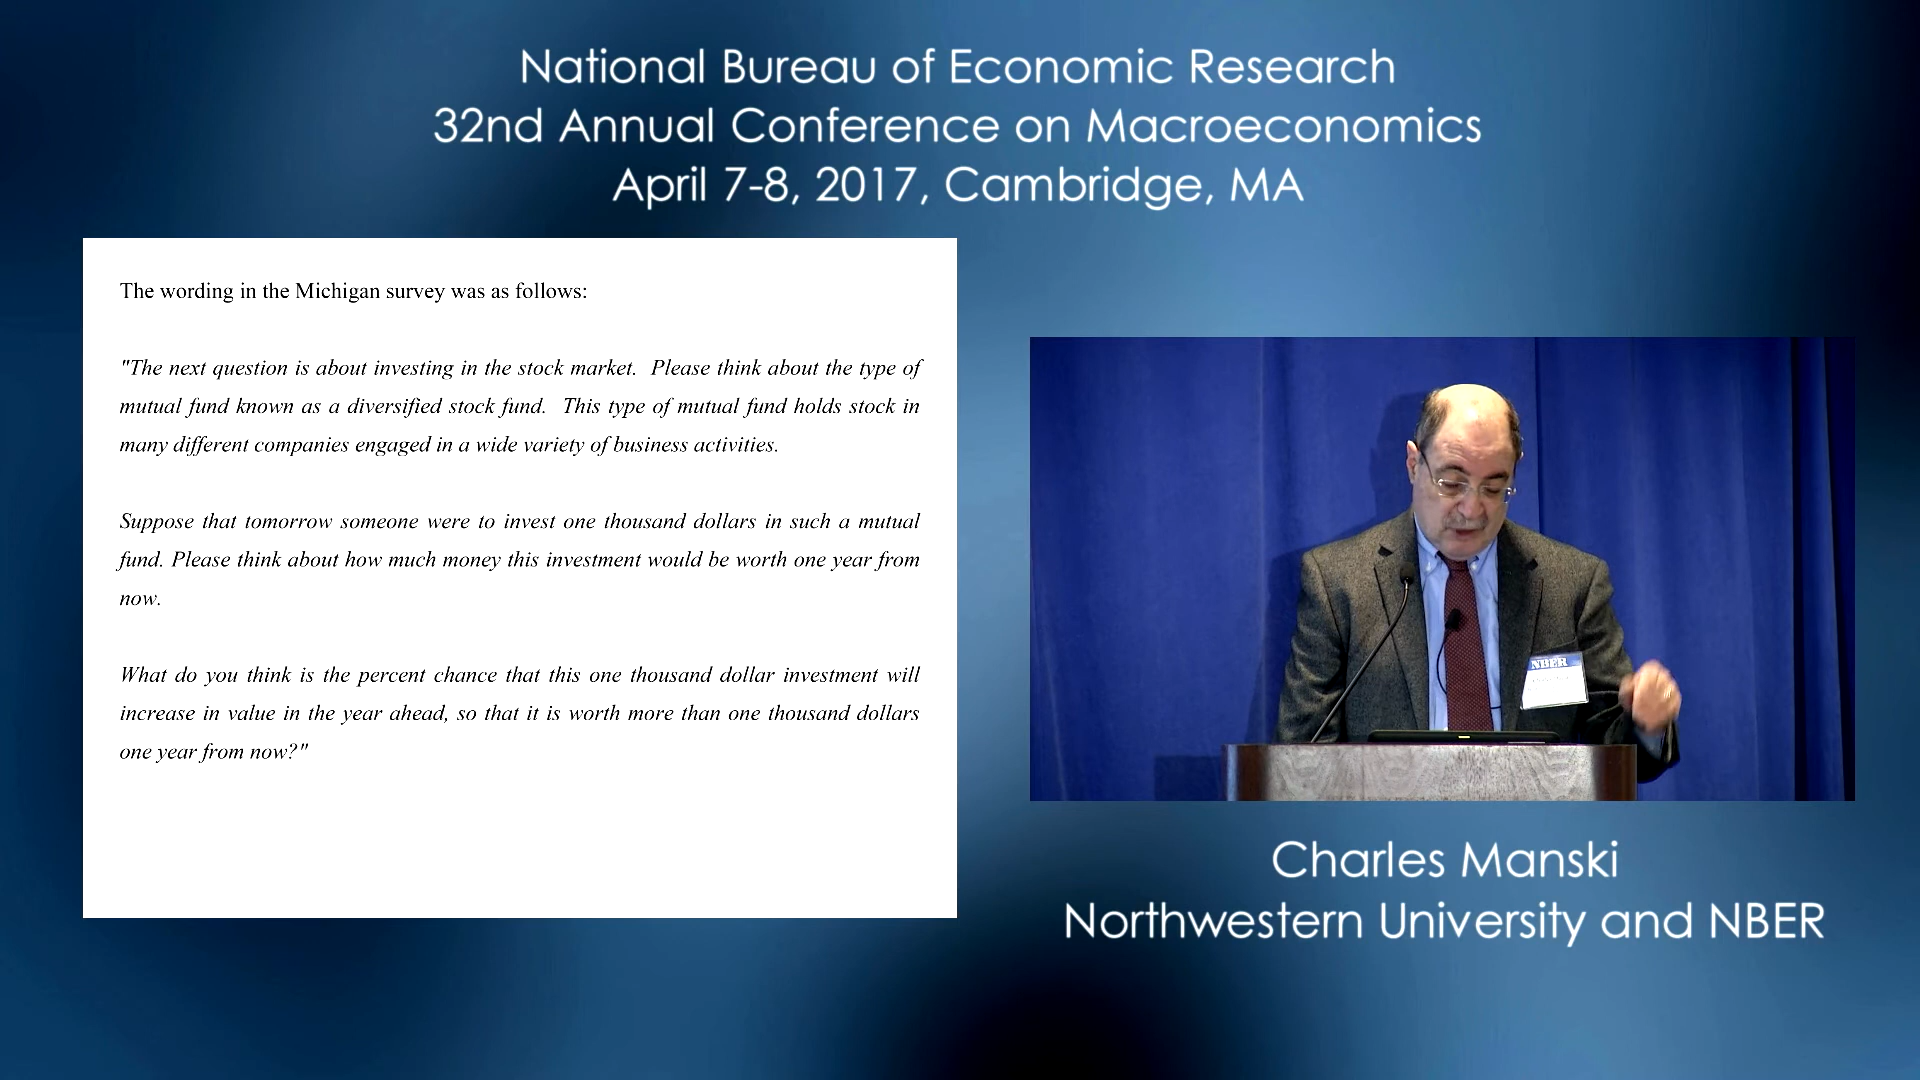 National Bureau of Economic Research
32nd Annual Conference on Macroeconomics
April 7-8, 2017, Cambridge, MA
The wording in the Michigan survey was as follows:
"The next question is about investing in the stock market.  Please think about the type of
mutual fund known as a diversified stock fund.  This type of mutual fund holds stock in
many different companies engaged in a wide variety of business activities.
Suppose that tomorrow someone were to invest one thousand dollars in such a mutual
fund. Please think about how much money this investment would be worth one year from
now.
What do you think is the percent chance that this one thousand dollar investment will
increase in value in the year ahead, so that it is worth more than one thousand dollars
one year from now?"
NBER
Charles Manski
Northwestern University and NBER